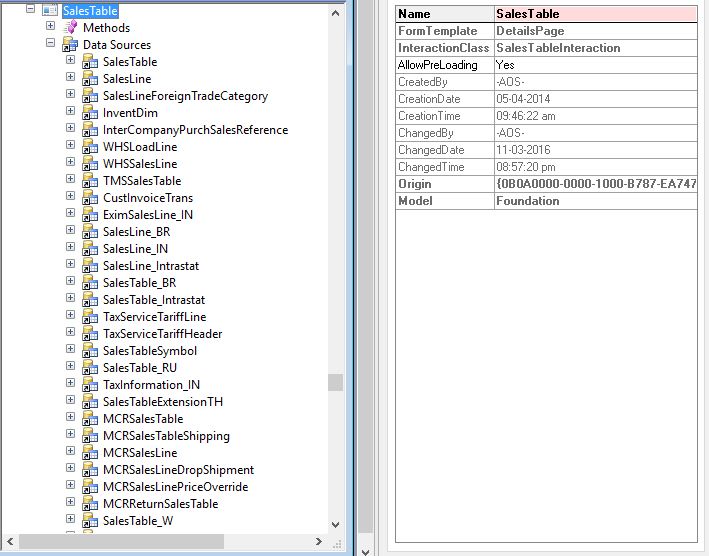 SalesTable
Methods
Data Sources
SalesTable
SalesLine
SalesLineForeignTradeCategory
InventDim
InterCompanyPurchSalesReference
WHSLoadLine
WHSSalesLine
TMSSalesTable
CustInvoiceTrans
EximSalesLine_IN
SalesLine_BR
SalesLine_IN
SalesLine_Intrastat
SalesTable_BR
SalesTable_Intrastat
TaxServiceTariffLine
TaxServiceTariffHeader
SalesTableSymbol
SalesTable_RU
TaxInformation_IN
SalesTableExtensionTH
MCRSalesTable
MCRSalesTableShipping
MCRSalesLine
MCRSalesLineDropShipment
MCRSalesLinePriceOverride
MCRReturnSalesTable
SalesTable_W
Name SalesTable
FormTemplate DetailsPage
InteractionClass SalesTableInteraction
AllowPreLoading Yes
CreatedBy -AOS-
CreationDate 05-04-2014
CreationTime 09:46:22 am
ChangedBy -AOS-
ChangedDate 11-03-2016
ChangedTime 08:57:20 pm
Origin {0B0A0000-0000-1000-B787-EA747
Model Foundation